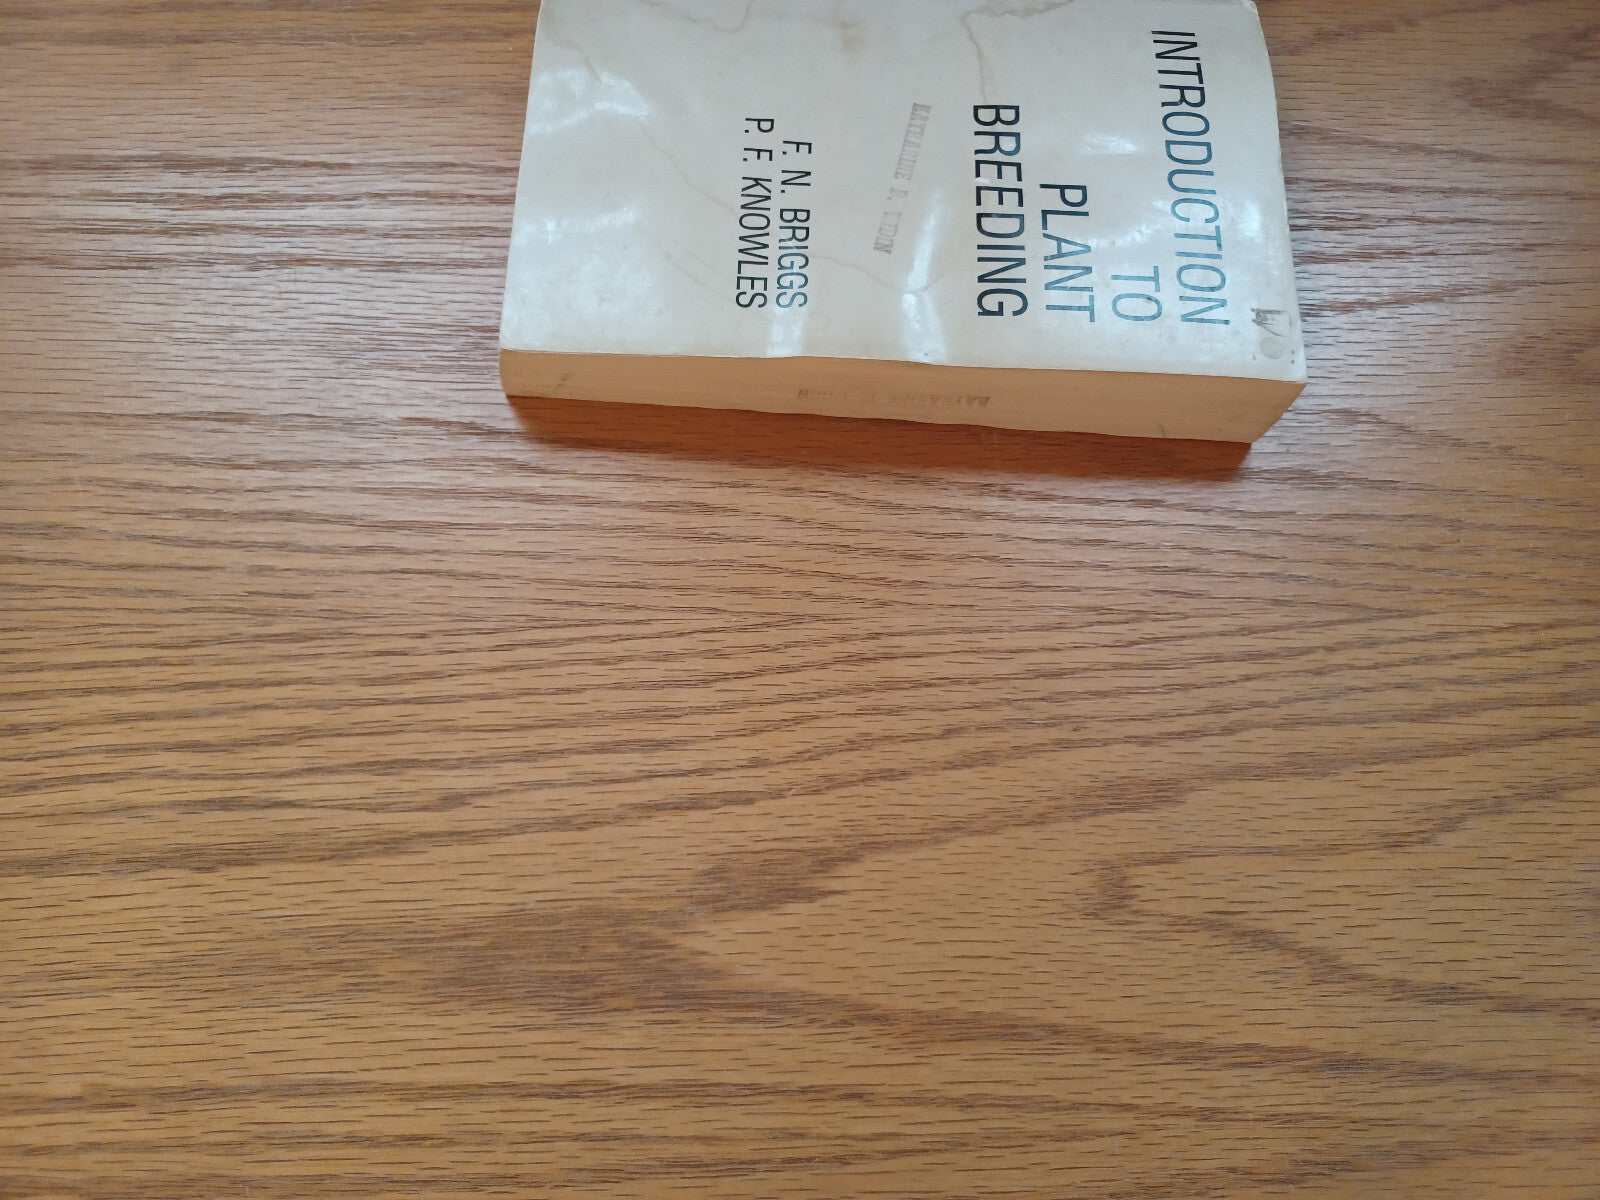 INTRODUCTION
TO
PLANT
BREEDING
F. N. BRIGGS
P. F. KNOWLES